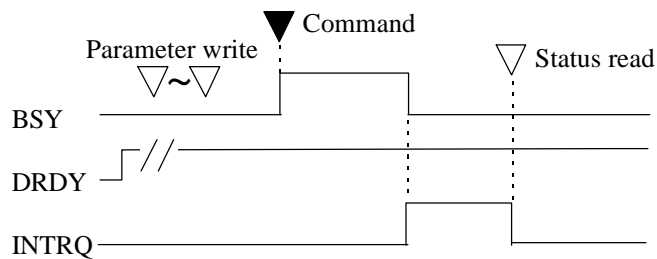 Command
Parameter write
~
Status read
BSY
DRDY
INTRQ